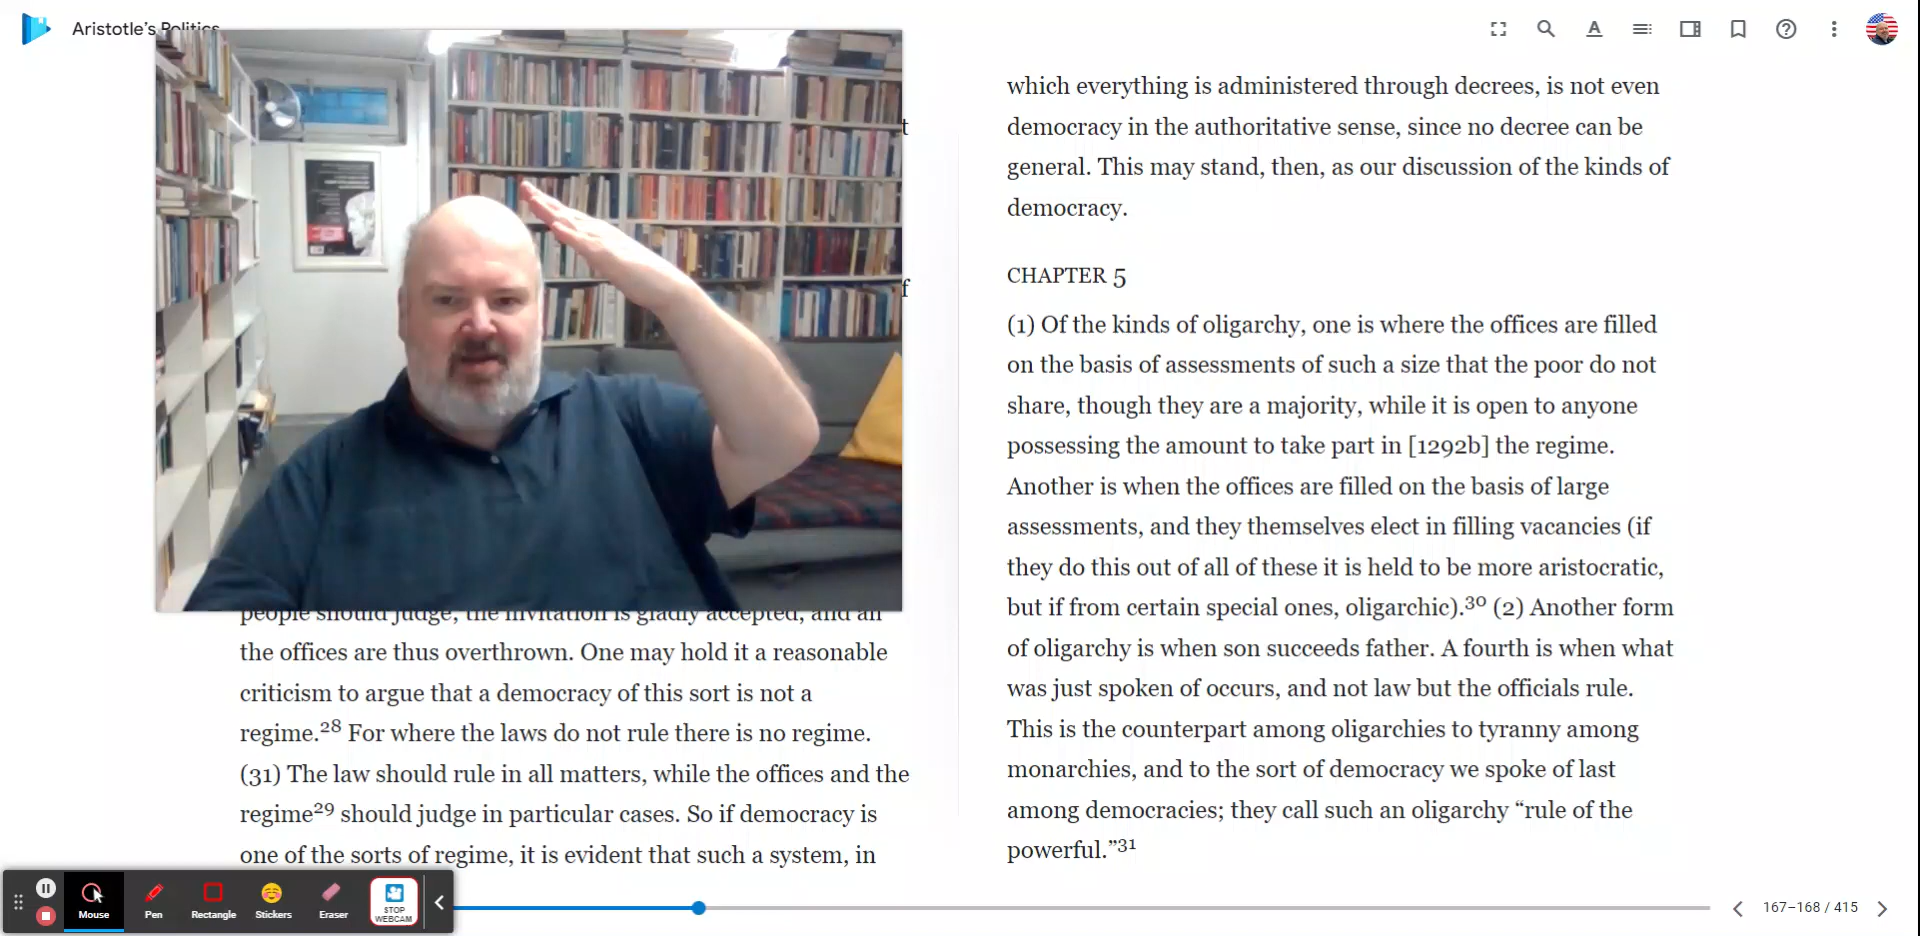 Aristotle's Politics
t
f
people should judge, the invitation is gladly accepted, and all
the offices are thus overthrown. One may hold it a reasonable
criticism to argue that a democracy of this sort is not a
regime.28 For where the laws do not rule there is no regime.
(31) The law should rule in all matters, while the offices and the
regime29 should judge in particular cases. So if democracy is
one of the sorts of regime, it is evident that such a system, in
which everything is administered through decrees, is not even
democracy in the authoritative sense, since no decree can be
general. This may stand, then, as our discussion of the kinds of
democracy.
CHAPTER 5
(1) Of the kinds of oligarchy, one is where the offices are filled
on the basis of assessments of such a size that the poor do not
share, though they are a majority, while it is open to anyone
possessing the amount to take part in [1292b] the regime.
Another is when the offices are filled on the basis of large
assessments, and they themselves elect in filling vacancies (if
they do this out of all of these it is held to be more aristocratic,
but if from certain special ones, oligarchic).30 (2) Another form
of oligarchy is when son succeeds father. A fourth is when what
was just spoken of occurs, and not law but the officials rule.
This is the counterpart among oligarchies to tyranny among
monarchies, and to the sort of democracy we spoke of last
among democracies; they call such an oligarchy “rule of the
powerful.”31
Mouse
Pen
Rectangle
Stickers
Eraser
STOP
WEBCAM
167–168 / 415